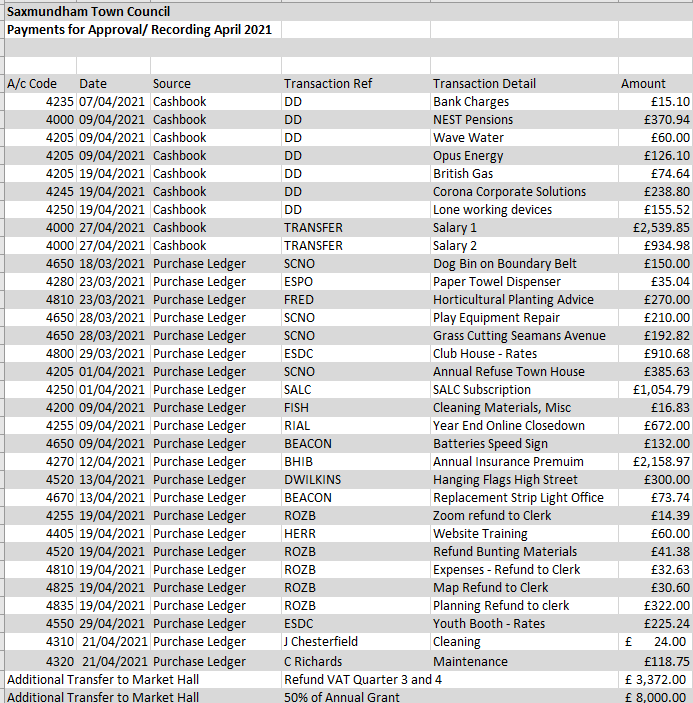 Saxmundham Town Council
Payments for Approval/ Recording April 2021
A/c Code Date Source Transaction Ref Transaction Detail Amount
4235 07/04/2021 Cashbook DD Bank Charges £15.10
4000 09/04/2021 Cashbook DD NEST Pensions £370.94
4205 09/04/2021 Cashbook DD Wave Water £60.00
4205 09/04/2021 Cashbook DD Opus Energy £126.10
4205 19/04/2021 Cashbook DD British Gas £74.64
4245 19/04/2021 Cashbook DD Corona Corporate Solutions £238.80
4250 19/04/2021 Cashbook DD Lone working devices £155.52
4000 27/04/2021 Cashbook TRANSFER Salary 1 £2,539.85
4000 27/04/2021 Cashbook TRANSFER Salary 2 £934.98
4650 18/03/2021 Purchase Ledger SCNO Dog Bin on Boundary Belt £150.00
4280 23/03/2021 Purchase Ledger ESPO Paper Towel Dispenser £35.04
4810 23/03/2021 Purchase Ledger FRED Horticultural Planting Advice £270.00
4650 28/03/2021 Purchase Ledger SCNO Play Equipment Repair £210.00
4650 28/03/2021 Purchase Ledger SCNO Grass Cutting Seamans Avenue £192.82
4800 29/03/2021 Purchase Ledger ESDC Club House - Rates £910.68
4205 01/04/2021 Purchase Ledger SCNO Annual Refuse Town House £385.63
4250 01/04/2021 Purchase Ledger SALC SALC Subscription £1,054.79
4200 09/04/2021 Purchase Ledger FISH Cleaning Materials, Misc £16.83
4255 09/04/2021 Purchase Ledger RIAL Year End Online Closedown £672.00
4650 09/04/2021 Purchase Ledger BEACON Batteries Speed Sign £132.00
4270 12/04/2021 Purchase Ledger BHIB Annual Insurance Premuim £2,158.97
4520 13/04/2021 Purchase Ledger DWILKINS Hanging Flags High Street £300.00
4670 13/04/2021 Purchase Ledger BEACON Replacement Strip Light Office £73.74
4255 19/04/2021 Purchase Ledger ROZB Zoom refund to Clerk £14.39
4405 19/04/2021 Purchase Ledger HERR Website Training £60.00
4520 19/04/2021 Purchase Ledger ROZB Refund Bunting Materials £41.38
4810 19/04/2021 Purchase Ledger ROZB Expenses - Refund to Clerk £32.63
4825 19/04/2021 Purchase Ledger ROZB Map Refund to Clerk £30.60
4835 19/04/2021 Purchase Ledger ROZB Planning Refund to clerk £322.00
4550 29/04/2021 Purchase Ledger ESDC Youth Booth - Rates £225.24
4310 21/04/2021 Purchase Ledger J Chesterfield Cleaning £ 24.00
4320 21/04/2021 Purchase Ledger C Richards Maintenance £118.75
Additional Transfer to Market Hall Refund VAT Quarter 3 and 4 £ 3,372.00
Additional Transfer to Market Hall 50% of Annual Grant £ 8,000.00